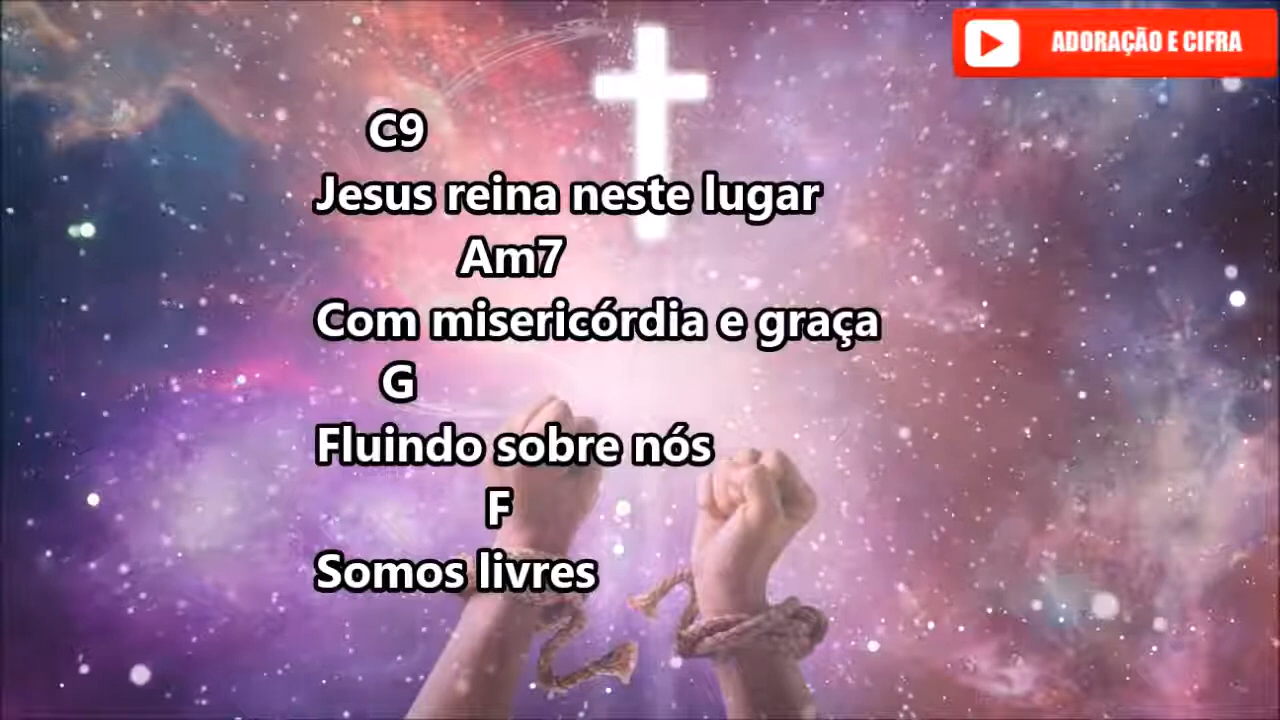 ADORAÇÃO E CIFRA
C9
Jesus reina neste lugar
Am7
Com misericórdia e graça
G
Fluindo sobre nós
F
Somos livres